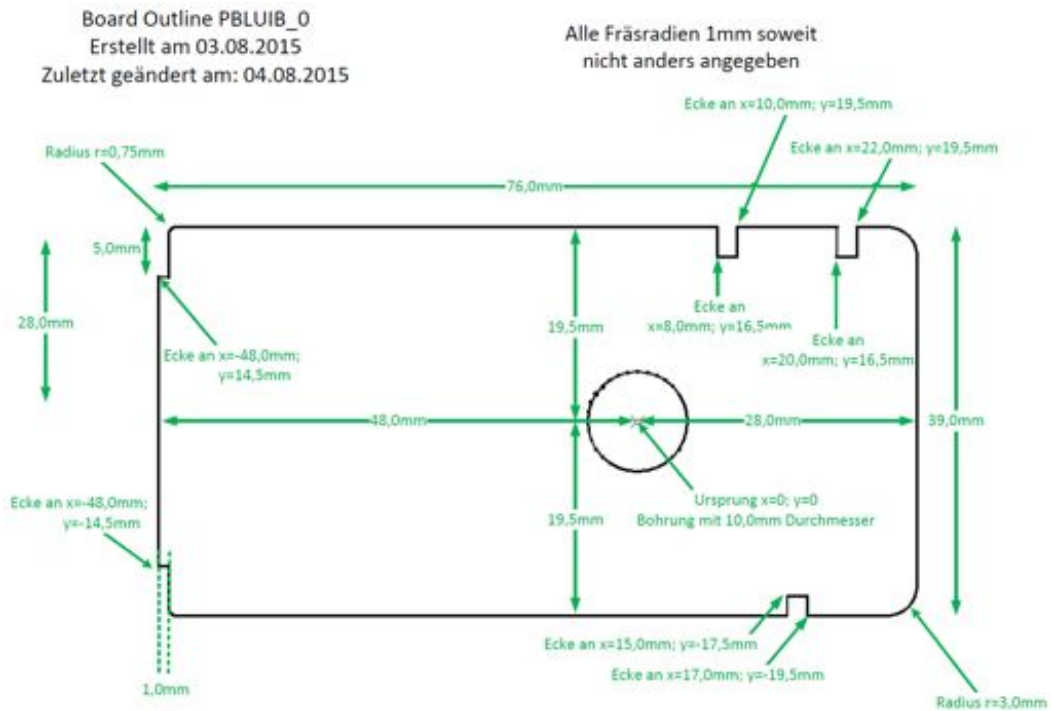 Board Outline PBLUIB_0
Erstellt am 03.08.2015
Zuletzt geändert am: 04.08.2015
Alle Fräsradien 1mm soweit
nicht anders angegeben
Ecke an x=10,0mm; y=19,5mm
Radius r=0,75mm
Ecke an x=22,0mm; y=19,5mm
76,0mm
5,0mm
28,0mm
19,5mm
Ecke an
x=8,0mm; y=16,5mm
Ecke an
x=20,0mm; y=16,5mm
Ecke an x=-48,0mm;
y=14,5mm
48,0mm
28,0mm
39,0mm
Ecke an x=-48,0mm;
y=-14,5mm
19,5mm
Ursprung x=0; y=0
Bohrung mit 10,0mm Durchmesser
Ecke an x=15,0mm; y=-17,5mm
Ecke an x=17,0mm; y=-19,5mm
1,0mm
Radius r=3,0mm